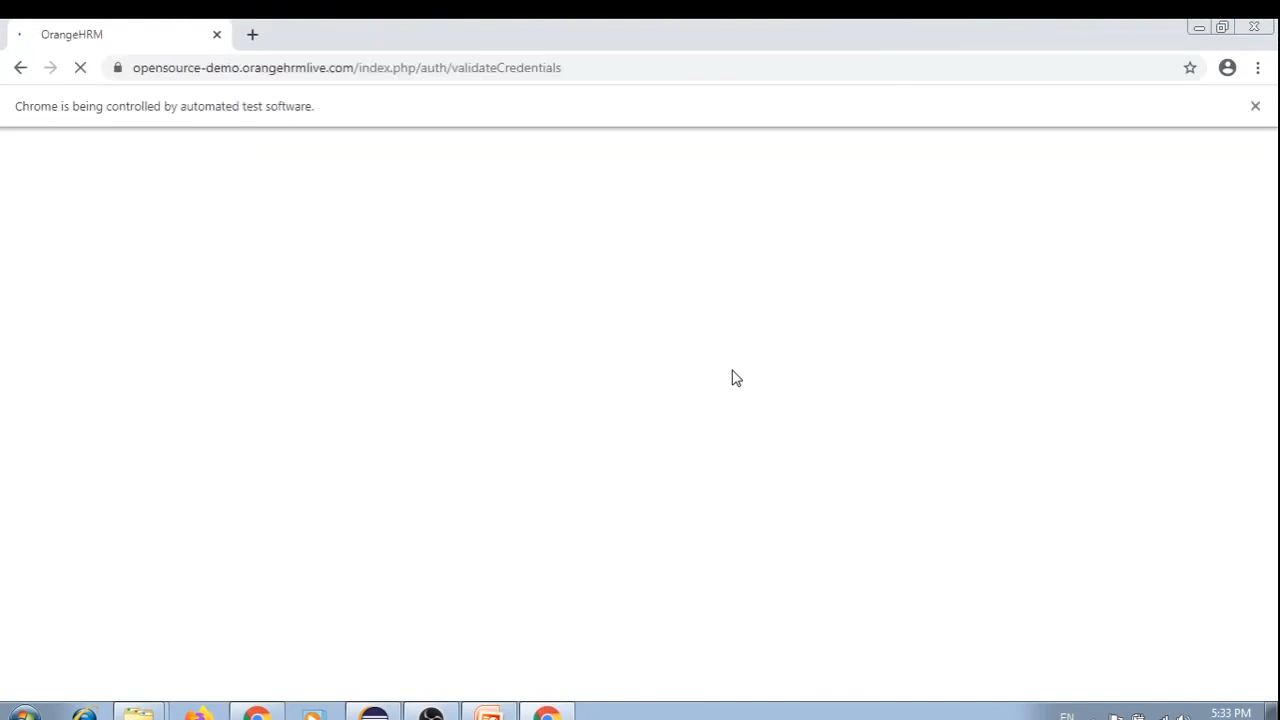 OrangeHRM
opensource-demo.orangehrmlive.com/index.php/auth/validateCredentials
Chrome is being controlled by automated test software.
EN
5:33 PM